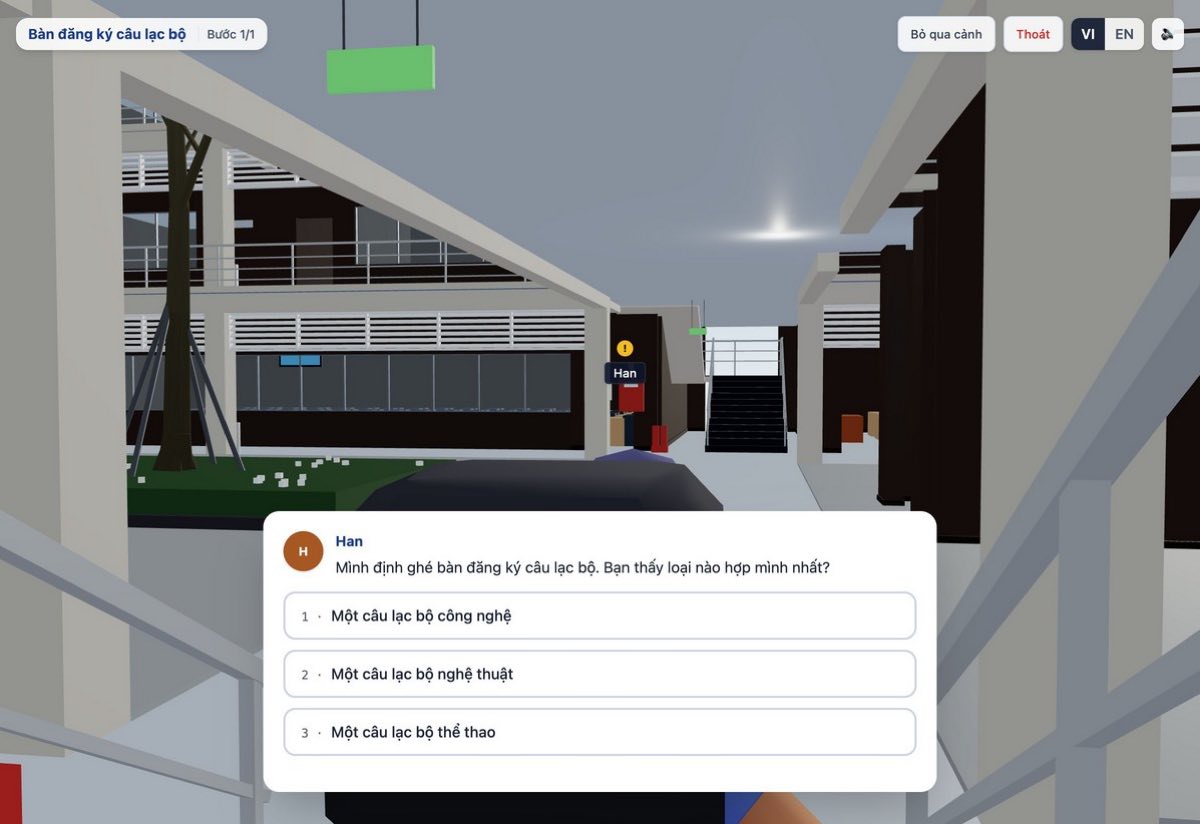 Bàn đăng ký câu lạc bộ Bước 1/1
Bỏ qua cảnh
Thoát
VI EN
!
Han
H
Han
Mình định ghé bàn đăng ký câu lạc bộ. Bạn thấy loại nào hợp mình nhất?
1 · Một câu lạc bộ công nghệ
2 · Một câu lạc bộ nghệ thuật
3 · Một câu lạc bộ thể thao